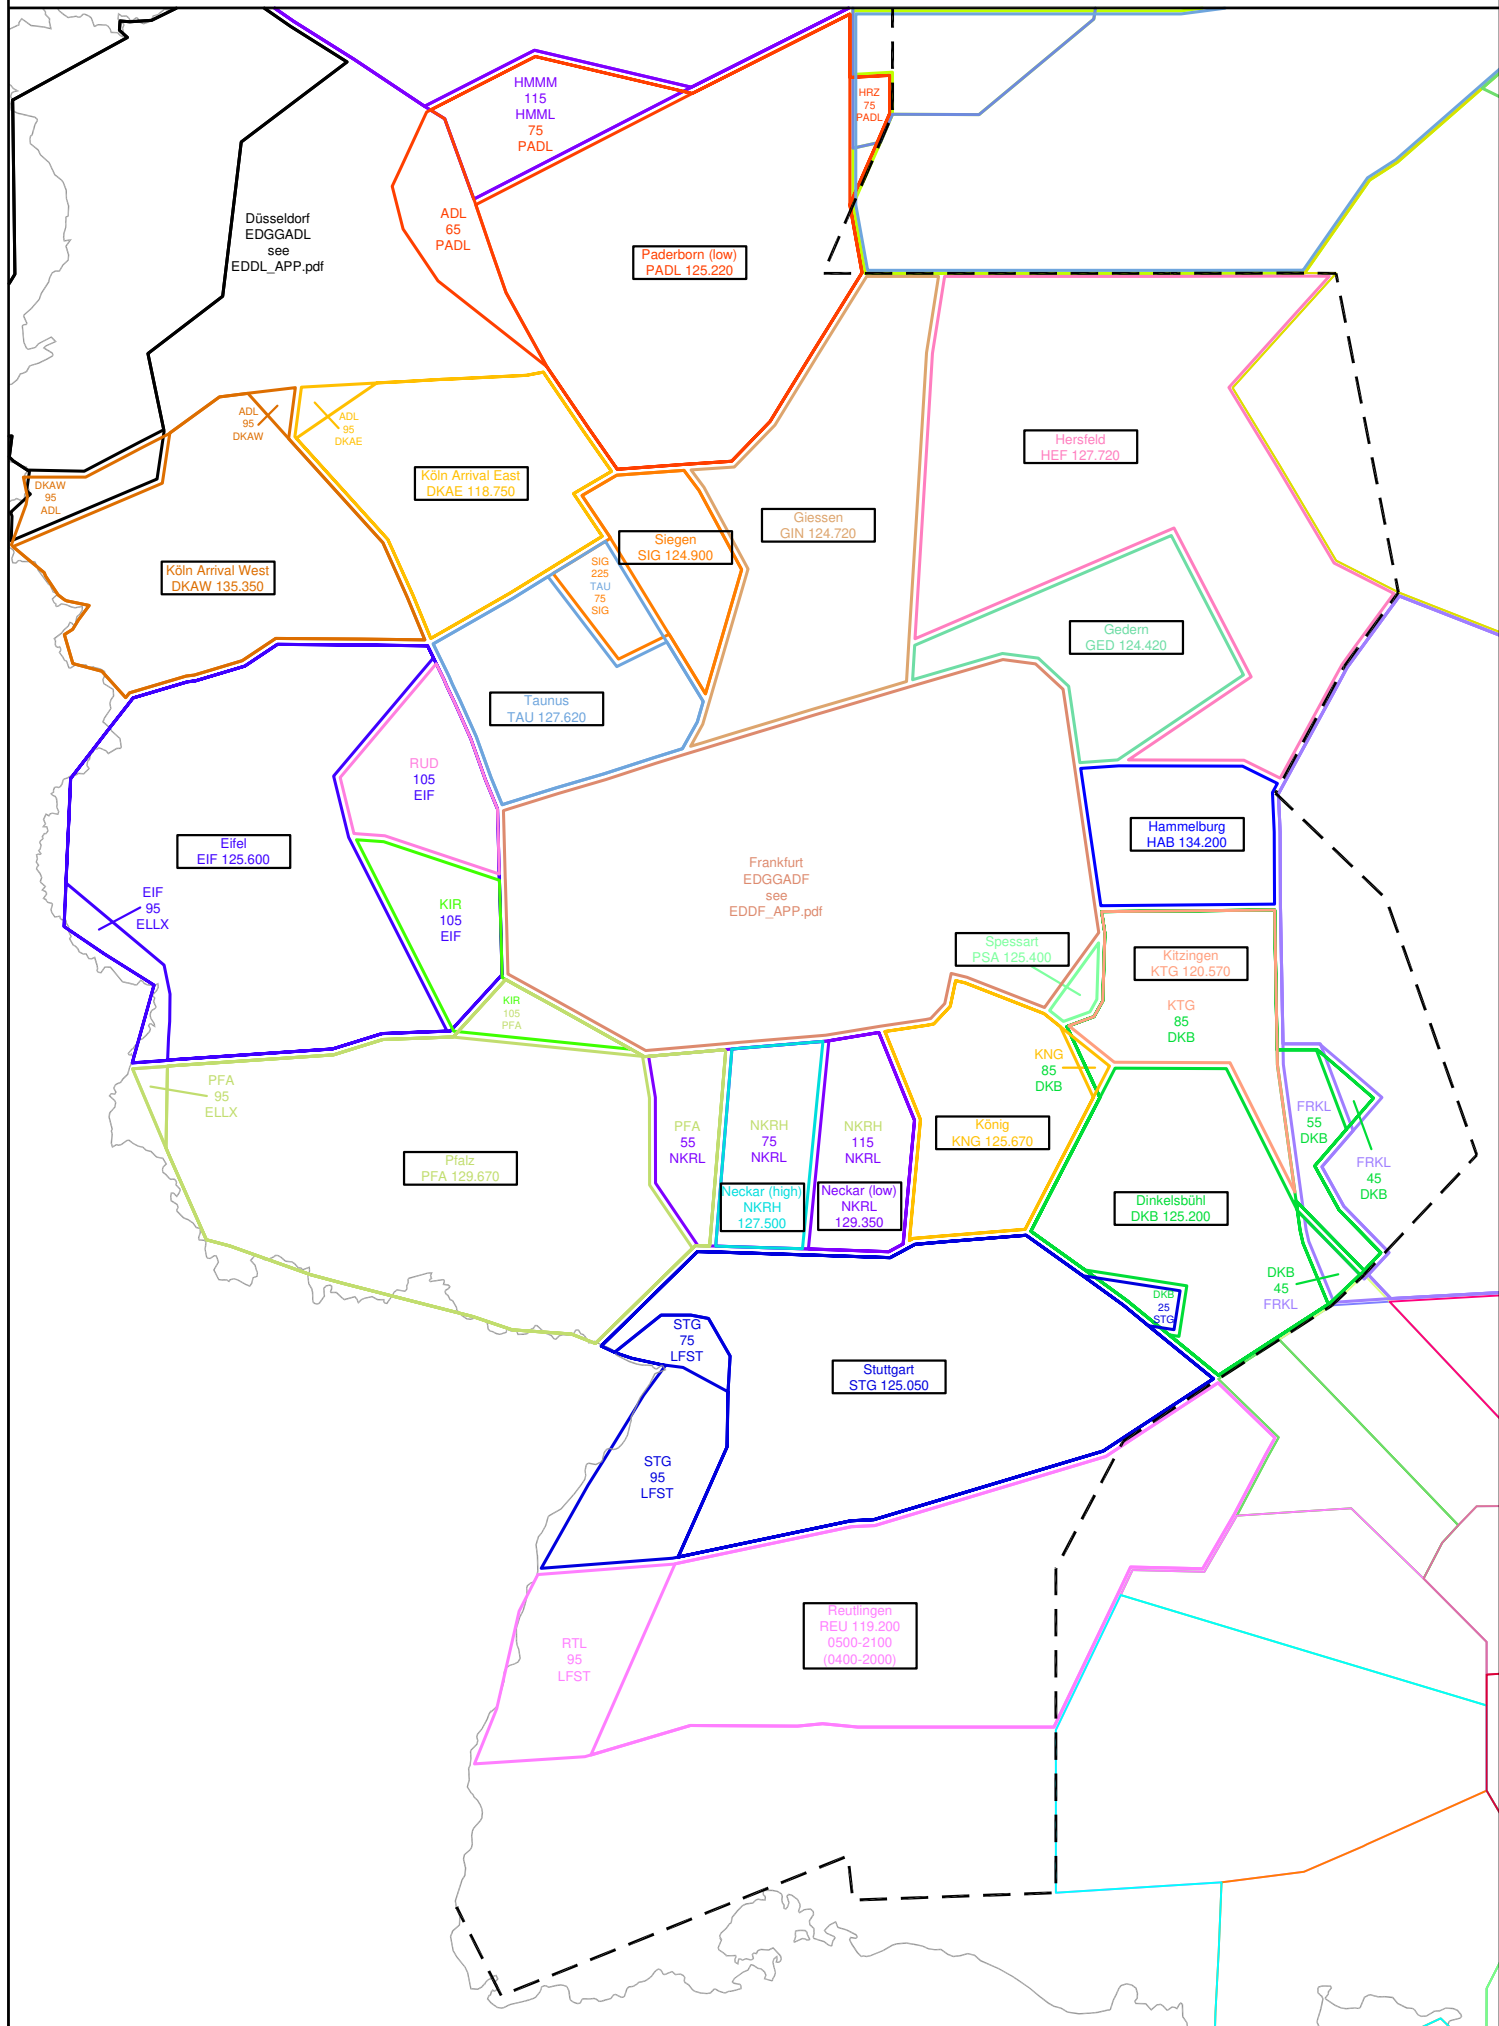 HMMM
115
HMML
75
PADL
HRZ
75
PADL
Düsseldorf
EDGGADL
see
EDDL_APP.pdf
ADL
65
PADL
Paderborn (low)
PADL 125.220
ADL
95
DKAW
ADL
95
DKAE
Köln Arrival East
DKAE 118.750
DKAW
95
ADL
Hersfeld
HEF 127.720
Giessen
GIN 124.720
Siegen
SIG 124.900
SIG
225
TAU
75
SIG
Köln Arrival West
DKAW 135.350
Gedern
GED 124.420
Taunus
TAU 127.620
RUD
105
EIF
Eifel
EIF 125.600
Hammelburg
HAB 134.200
Frankfurt
EDGGADF
see
EDDF_APP.pdf
EIF
95
ELLX
KIR
105
EIF
Spessart
PSA 125.400
Kitzingen
KTG 120.570
KIR
105
PFA
KTG
85
DKB
KNG
85
DKB
PFA
95
ELLX
FRKL
55
DKB
PFA
55
NKRL
NKRH
75
NKRL
NKRH
115
NKRL
König
KNG 125.670
FRKL
45
DKB
Pfalz
PFA 129.670
Neckar (high)
NKRH
127.500
Neckar (low)
NKRL
129.350
Dinkelsbühl
DKB 125.200
DKB
45
FRKL
DKB
25
STG
STG
75
LFST
Stuttgart
STG 125.050
STG
95
LFST
Reutlingen
REU 119.200
0500-2100
(0400-2000)
RTL
95
LFST